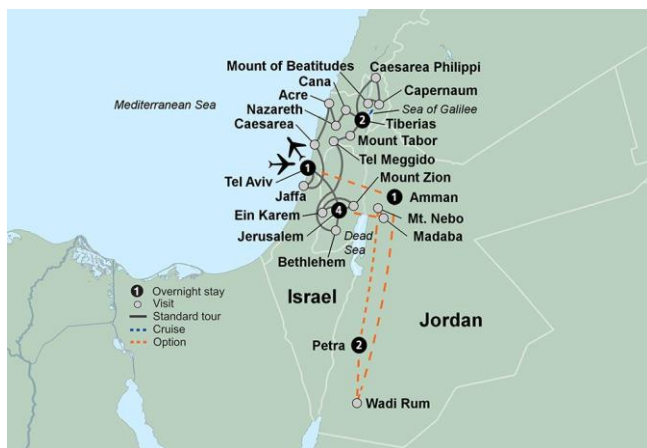 Mount of Beatitudes
Caesarea Philippi
Cana
Capernaum
Acre
Mediterranean Sea
Sea of Galilee
Nazareth
2
Tiberias
Caesarea
Mount Tabor
Tel Meggido
1
Mount Zion
Tel Aviv
1
Amman
Jaffa
Ein Karem
4
Mt. Nebo
Jerusalem
Madaba
Dead
Sea
Bethlehem
1 Overnight stay
Israel
Visit
Standard tour
Jordan
Cruise
Option
Petra 2
Wadi Rum